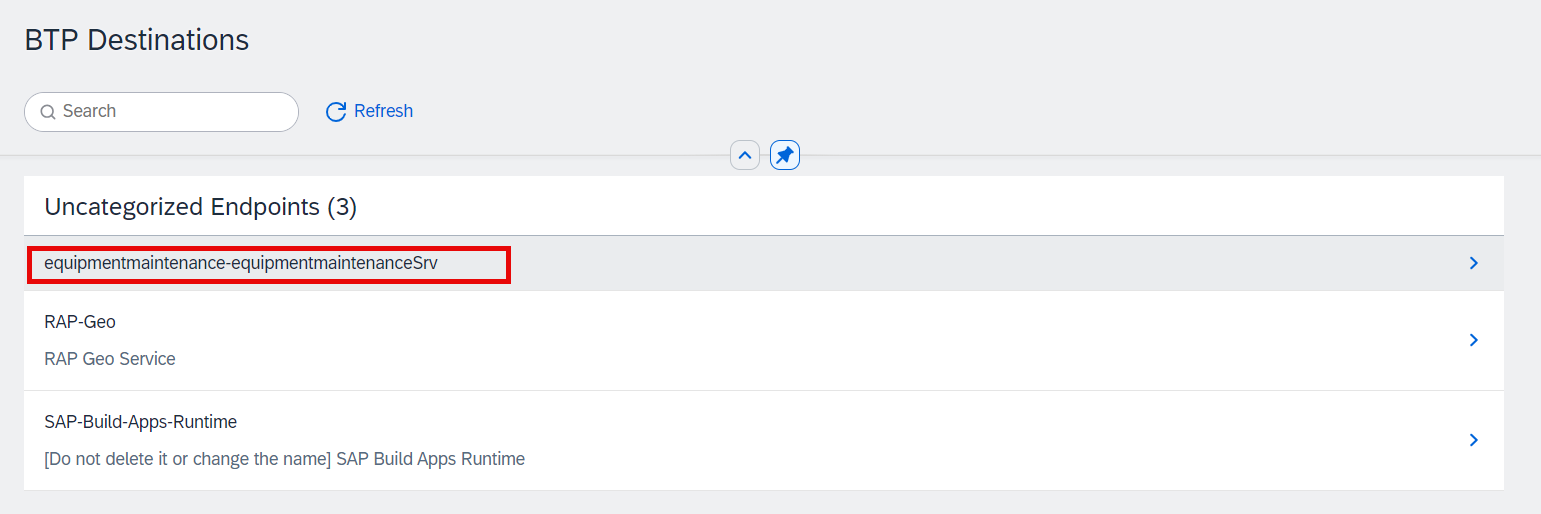 BTP Destinations
Search
Refresh
Uncategorized Endpoints (3)
equipmentmaintenance-equipmentmaintenanceSrv
RAP-Geo
RAP Geo Service
SAP-Build-Apps-Runtime
[Do not delete it or change the name] SAP Build Apps Runtime